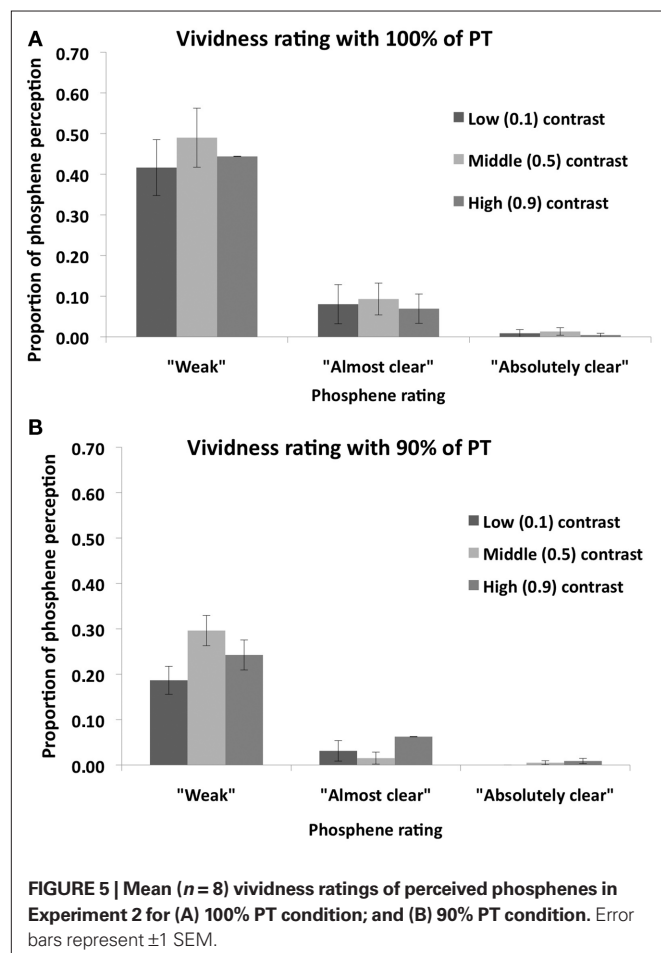 A
Vividness rating with 100% of PT
Proportion of phosphene perception
0.70
0.60
0.50
0.40
0.30
0.20
0.10
0.00
Low (0.1) contrast
Middle (0.5) contrast
High (0.9) contrast
"Weak"
"Almost clear"
"Absolutely clear"
Phosphene rating
B
Vividness rating with 90% of PT
Proportion of phosphene perception
0.70
0.60
0.50
0.40
0.30
0.20
0.10
0.00
Low (0.1) contrast
Middle (0.5) contrast
High (0.9) contrast
"Weak"
"Almost clear"
"Absolutely clear"
Phosphene rating
FIGURE 5 | Mean (n = 8) vividness ratings of perceived phosphenes in
Experiment 2 for (A) 100% PT condition; and (B) 90% PT condition. Error
bars represent ±1 SEM.